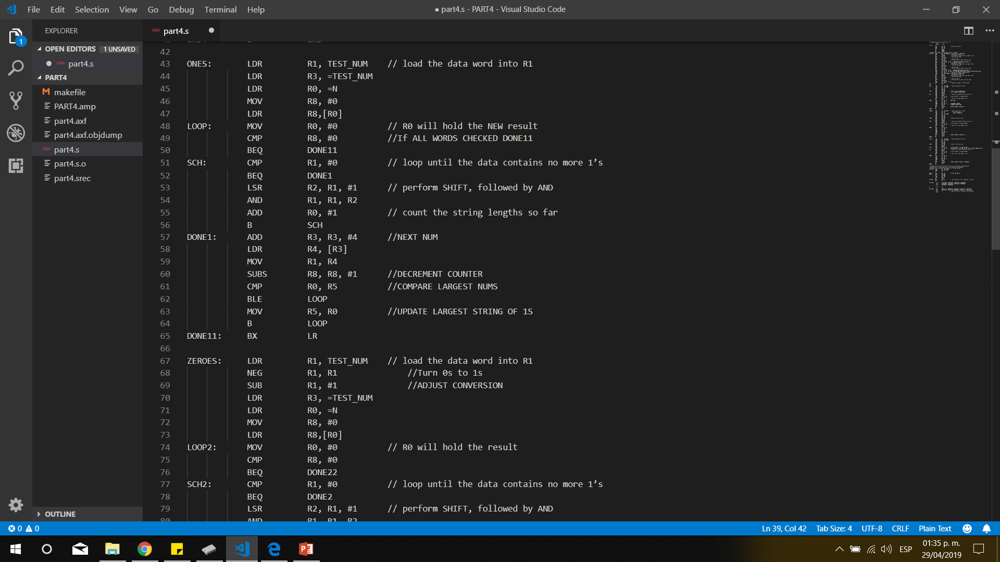 File Edit Selection View Go Debug Terminal Help
● part4.s - PART4 - Visual Studio Code
EXPLORER
OPEN EDITORS 1 UNSAVED
ASM part4.s
PART4
makefile
PART4.amp
part4.axf
part4.axf.objdump
ASM part4.s
part4.s.o
part4.srec
OUTLINE
1
ASM part4.s
42
43 ONES: LDR R1, TEST_NUM // load the data word into R1
44 LDR R3, =TEST_NUM
45 LDR R0, =N
46 MOV R8, #0
47 LDR R8,[R0]
48 LOOP: MOV R0, #0 // R0 will hold the NEW result
49 CMP R8, #0 //If ALL WORDS CHECKED DONE11
50 BEQ DONE11
51 SCH: CMP R1, #0 // loop until the data contains no more 1’s
52 BEQ DONE1
53 LSR R2, R1, #1 // perform SHIFT, followed by AND
54 AND R1, R1, R2
55 ADD R0, #1 // count the string lengths so far
56 B SCH
57 DONE1: ADD R3, R3, #4 //NEXT NUM
58 LDR R4, [R3]
59 MOV R1, R4
60 SUBS R8, R8, #1 //DECREMENT COUNTER
61 CMP R0, R5 //COMPARE LARGEST NUMS
62 BLE LOOP
63 MOV R5, R0 //UPDATE LARGEST STRING OF 1S
64 B LOOP
65 DONE11: BX LR
66
67 ZEROES: LDR R1, TEST_NUM // load the data word into R1
68 NEG R1, R1 //Turn 0s to 1s
69 SUB R1, #1 //ADJUST CONVERSION
70 LDR R3, =TEST_NUM
71 LDR R0, =N
72 MOV R8, #0
73 LDR R8,[R0]
74 LOOP2: MOV R0, #0 // R0 will hold the result
75 CMP R8, #0
76 BEQ DONE22
77 SCH2: CMP R1, #0 // loop until the data contains no more 1’s
78 BEQ DONE2
79 LSR R2, R1, #1 // perform SHIFT, followed by AND
80 AND R1, R1, R2
0 0
Ln 39, Col 42 Tab Size: 4 UTF-8 CRLF Plain Text
ESP
01:35 p. m.
29/04/2019